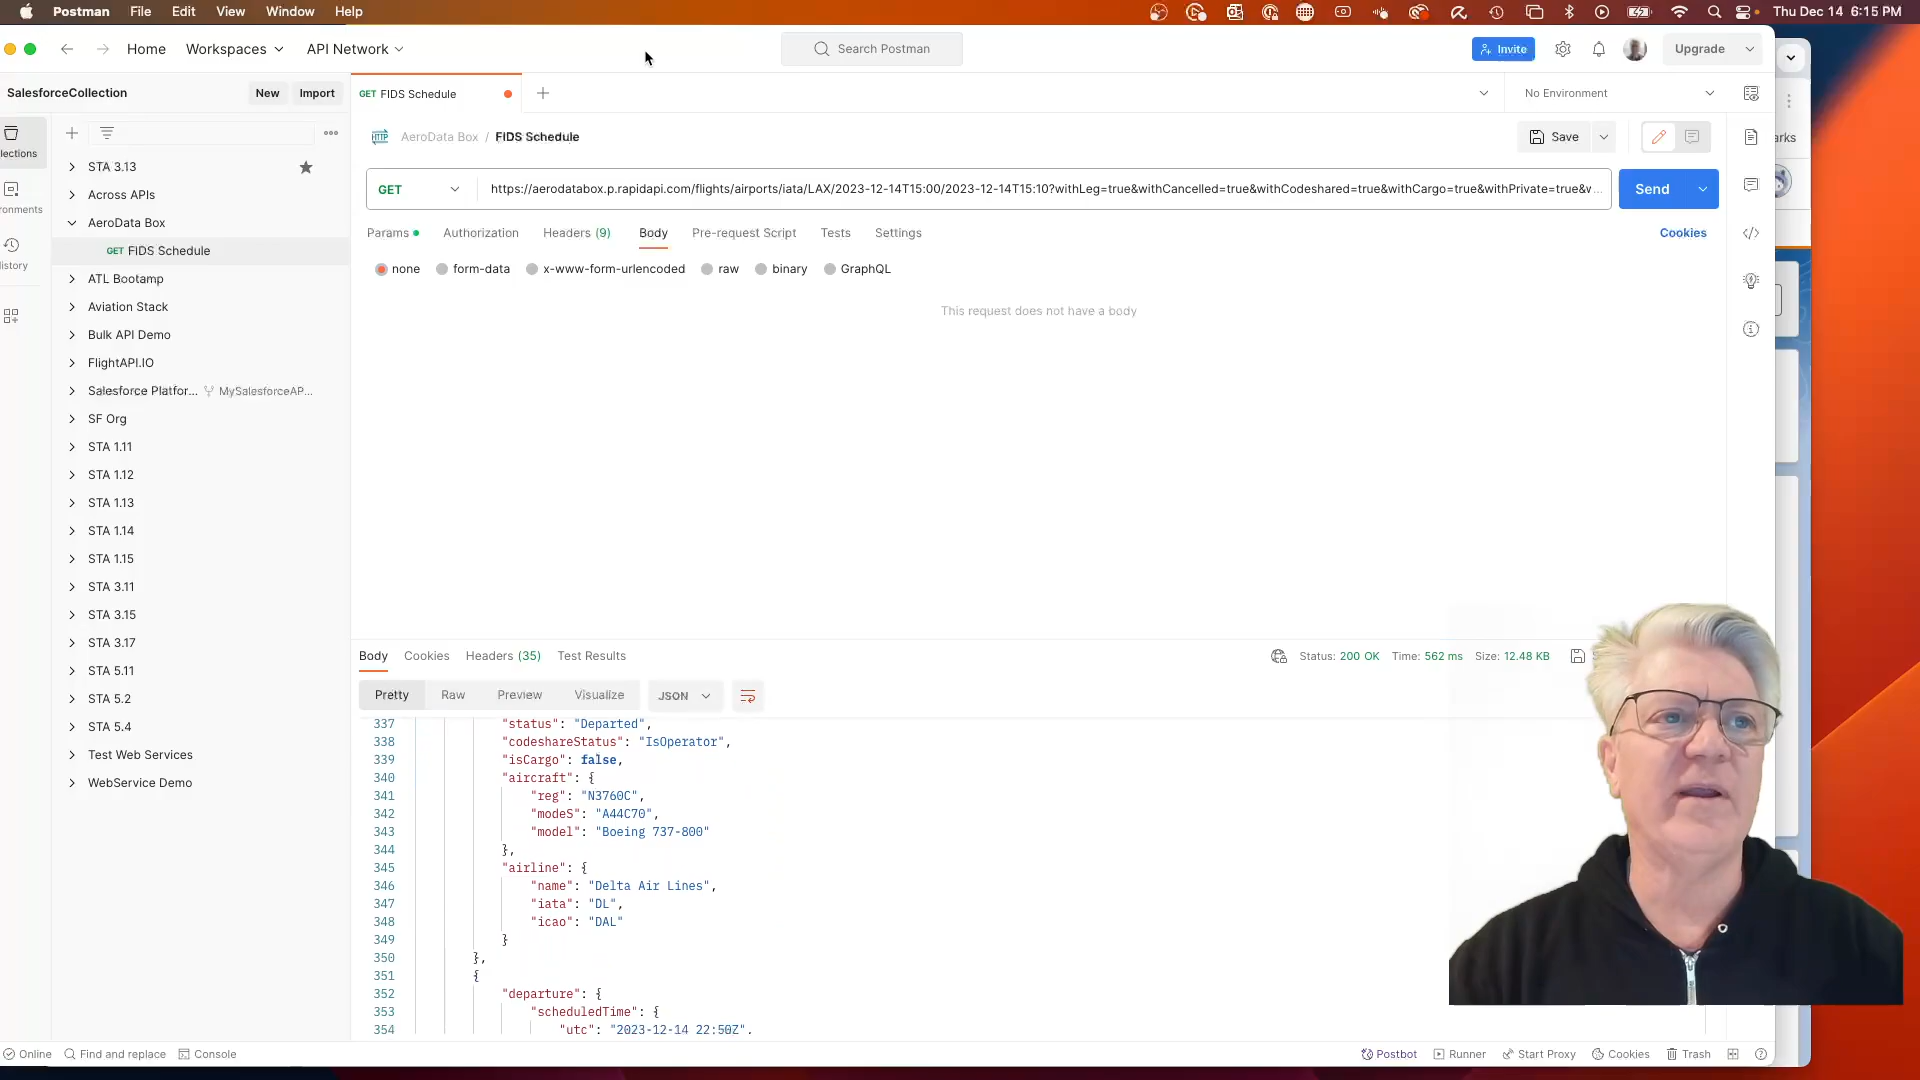 Postman File Edit View Window Help Thu Dec 14 6:15 PM
Home Workspaces API Network Search Postman Invite Upgrade
SalesforceCollection New Import GET FIDS Schedule No Environment
arks
AeroData Box / FIDS Schedule Save
GET https://aerodatabox.p.rapidapi.com/flights/airports/iata/LAX/2023-12-14T15:00/2023-12-14T15:10?withLeg=true&withCancelled=true&withCodeshared=true&withCargo=true&withPrivate=true&v... Send
Params Authorization Headers (9) Body Pre-request Script Tests Settings Cookies
none form-data x-www-form-urlencoded raw binary GraphQL
This request does not have a body
lections
ronments
istory
STA 3.13
Across APIs
AeroData Box
GET FIDS Schedule
ATL Bootamp
Aviation Stack
Bulk API Demo
FlightAPI.IO
Salesforce Platfor... MySalesforceAP...
SF Org
STA 1.11
STA 1.12
STA 1.13
STA 1.14
STA 1.15
STA 3.11
STA 3.15
STA 3.17
STA 5.11
STA 5.2
STA 5.4
Test Web Services
WebService Demo
Body Cookies Headers (35) Test Results Status: 200 OK Time: 562 ms Size: 12.48 KB
Pretty Raw Preview Visualize JSON
337 "status": "Departed",
338 "codeshareStatus": "IsOperator",
339 "isCargo": false,
340 "aircraft": {
341 "reg": "N3760C",
342 "modeS": "A44C70",
343 "model": "Boeing 737-800"
344 },
345 "airline": {
346 "name": "Delta Air Lines",
347 "iata": "DL",
348 "icao": "DAL"
349 }
350 },
351 {
352 "departure": {
353 "scheduledTime": {
354 "utc": "2023-12-14 22:50Z",
Online Find and replace Console Postbot Runner Start Proxy Cookies Trash